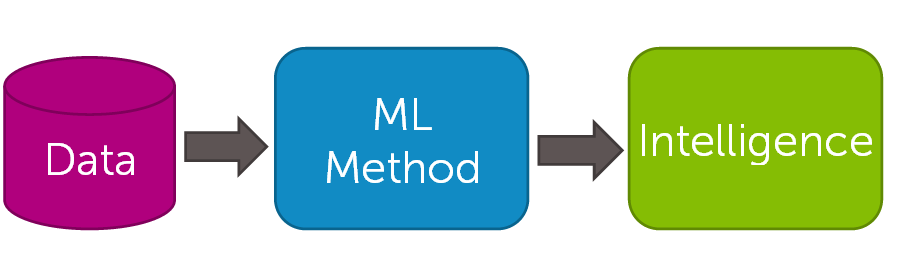 Data
ML
Method
Intelligence